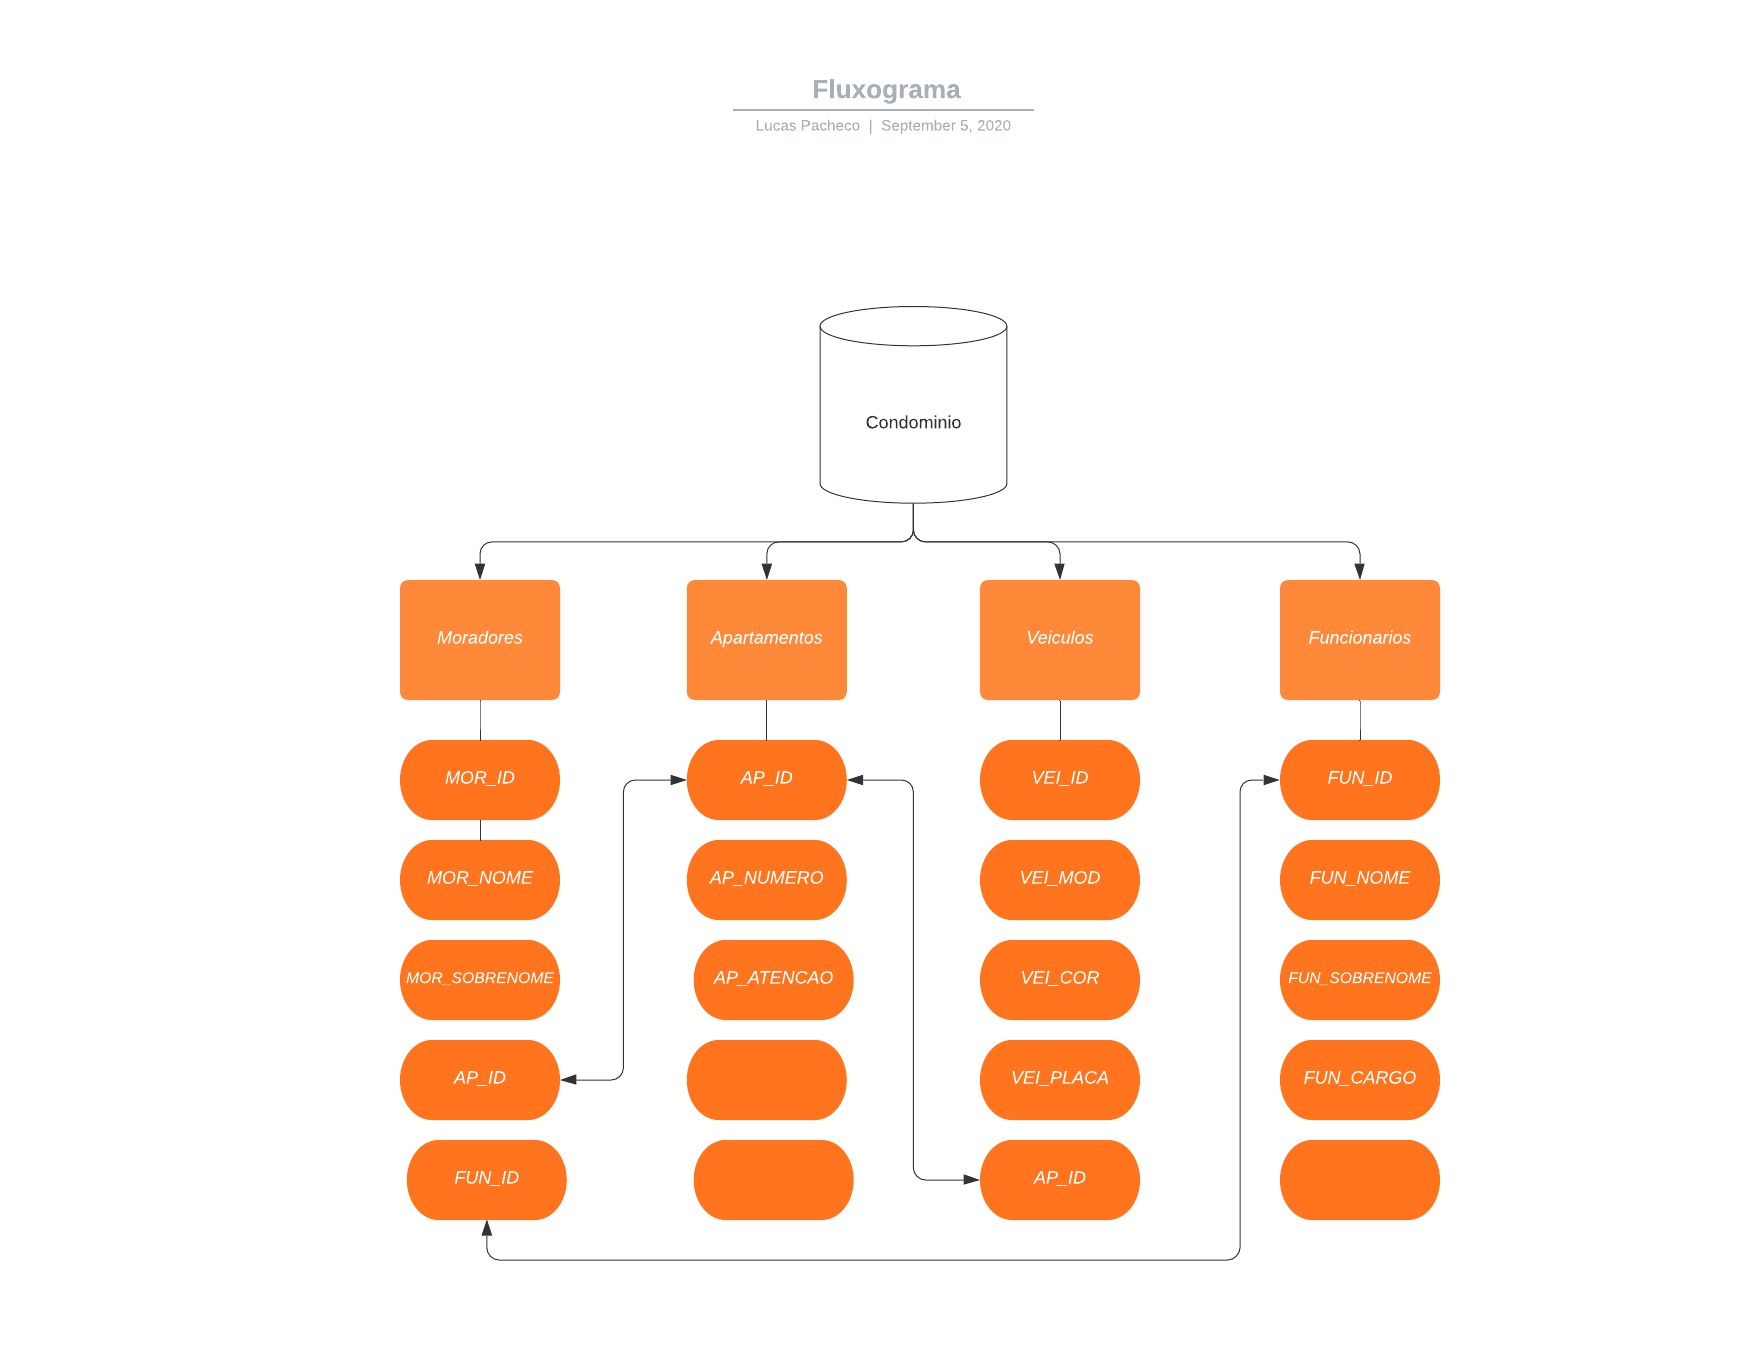 Fluxograma
Lucas Pacheco | September 5, 2020
Condominio
Moradores
Apartamentos
Veiculos
Funcionarios
MOR_ID
AP_ID
VEI_ID
FUN_ID
MOR_NOME
AP_NUMERO
VEI_MOD
FUN_NOME
MOR_SOBRENOME
AP_ATENCAO
VEI_COR
FUN_SOBRENOME
AP_ID
VEI_PLACA
FUN_CARGO
FUN_ID
AP_ID